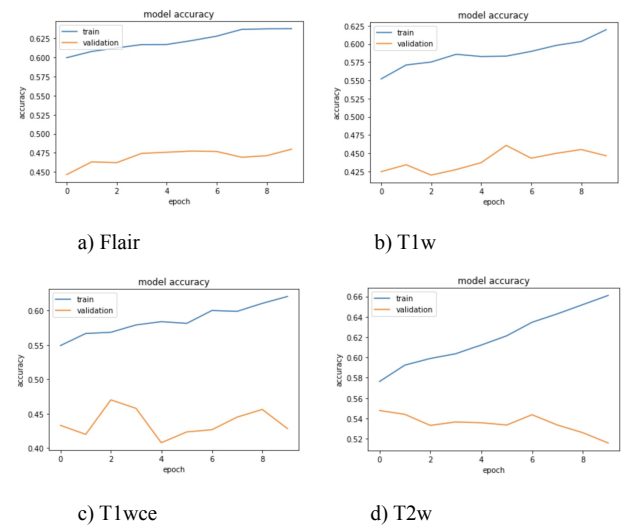 model accuracy
train
validation
accuracy
0.625
0.600
0.575
0.550
0.525
0.500
0.475
0.450
0 2 4 6 8
epoch
a) Flair
model accuracy
train
validation
accuracy
0.625
0.600
0.575
0.550
0.525
0.500
0.475
0.450
0.425
0 2 4 6 8
epoch
b) T1w
model accuracy
train
validation
accuracy
0.60
0.55
0.50
0.45
0.40
0 2 4 6 8
epoch
c) T1wce
model accuracy
train
validation
accuracy
0.66
0.64
0.62
0.60
0.58
0.56
0.54
0.52
0 2 4 6 8
epoch
d) T2w